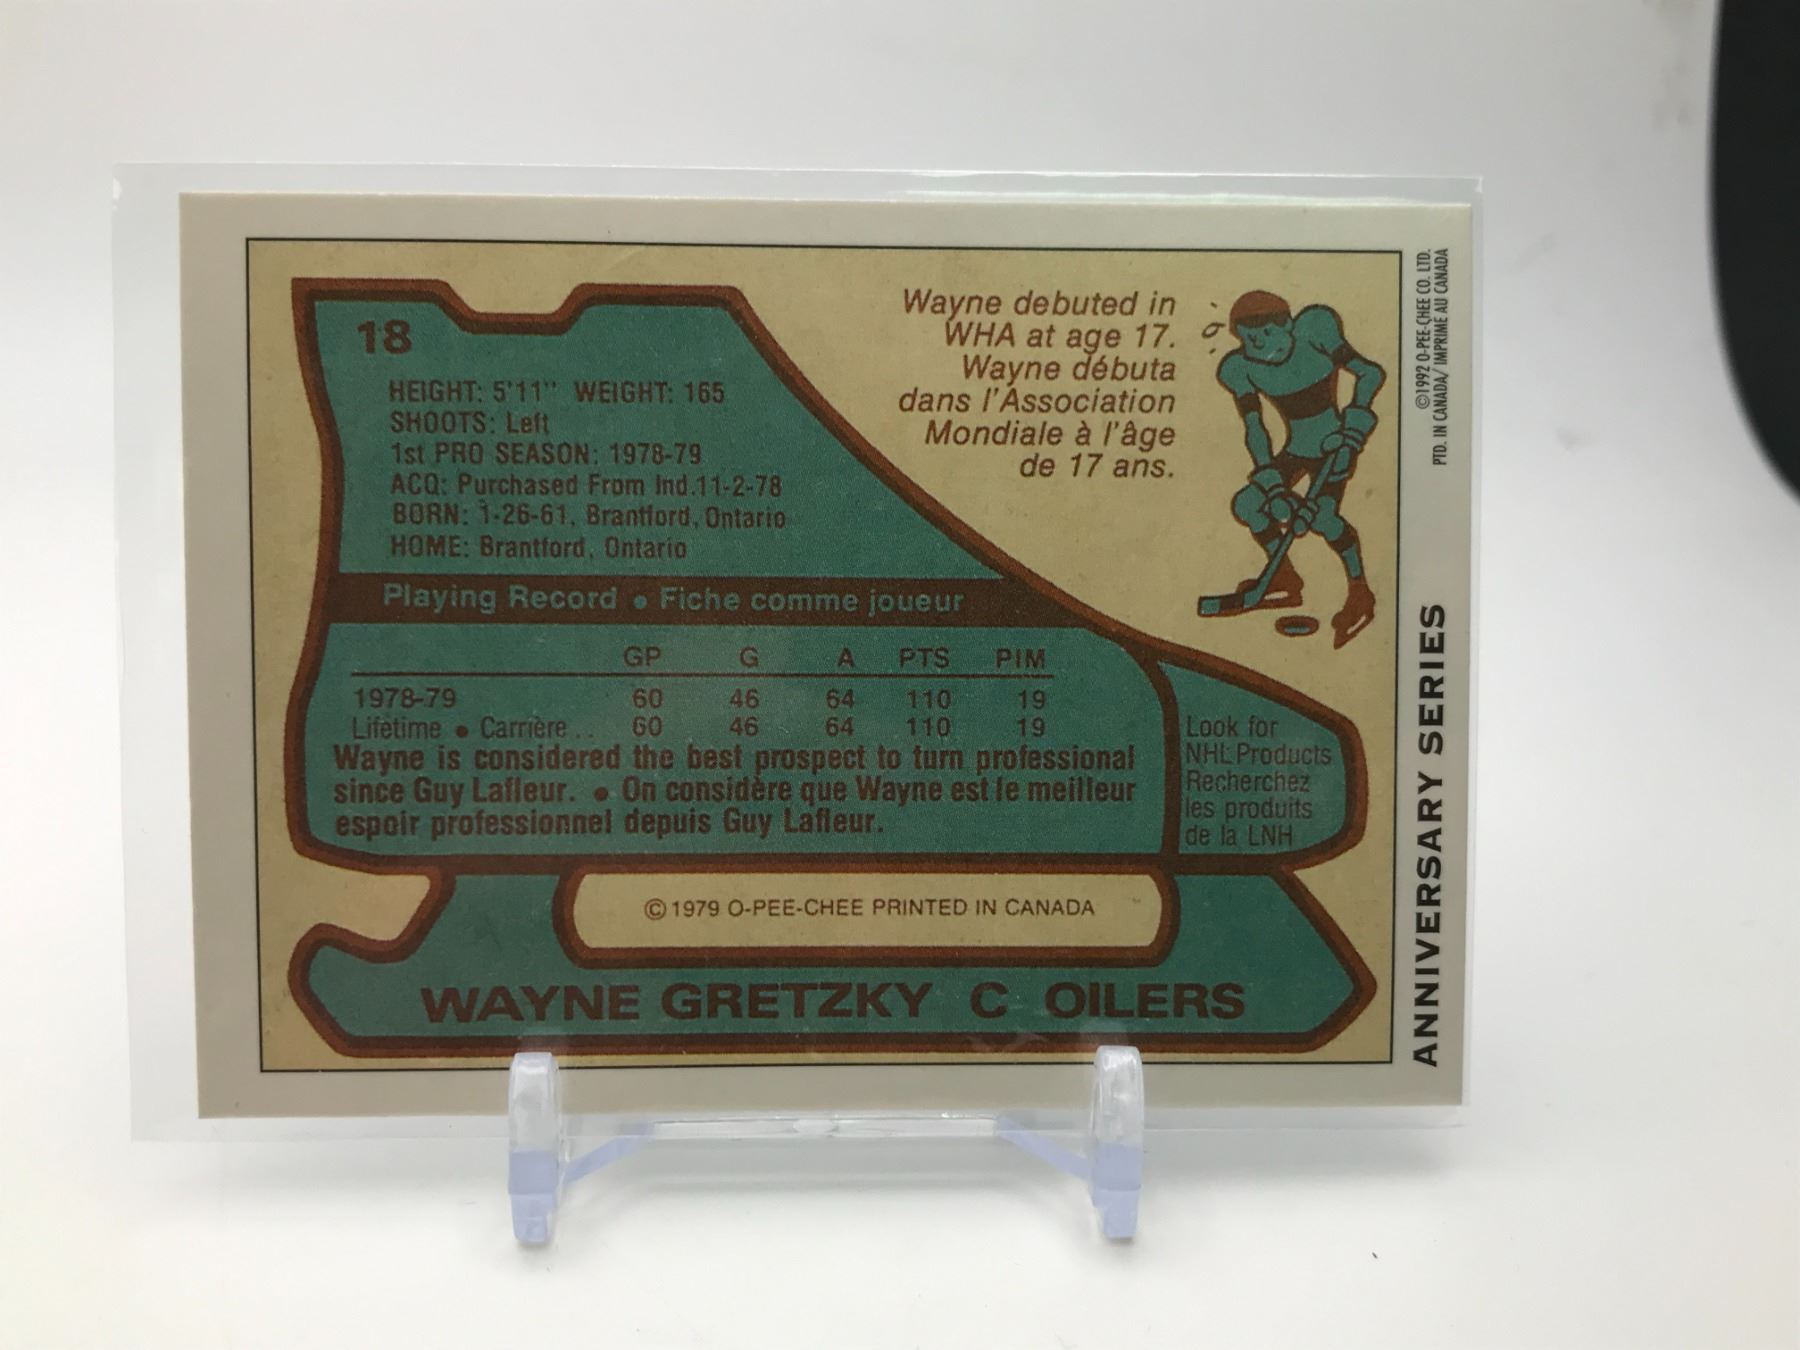 18
HEIGHT: 5'11" WEIGHT: 165
SHOOTS: Left
1st PRO SEASON: 1978-79
ACQ: Purchased From Ind.11-2-78
BORN: 1-26-61, Brantford, Ontario
HOME: Brantford, Ontario
Wayne debuted in
WHA at age 17.
Wayne débuta
dans l'Association
Mondiale à l'âge
de 17 ans.
Playing Record • Fiche comme joueur
GP G A PTS PIM
1978-79 60 46 64 110 19
Lifetime • Carrière.. 60 46 64 110 19
Wayne is considered the best prospect to turn professional
since Guy Lafleur. • On considère que Wayne est le meilleur
espoir professionnel depuis Guy Lafleur.
Look for
NHL Products
Recherchez
les produits
de la LNH
© 1979 O-PEE-CHEE PRINTED IN CANADA
WAYNE GRETZKY C OILERS
©1992 O-PEE-CHEE CO. LTD.
PTD. IN CANADA/ IMPRIME AU CANADA
ANNIVERSARY SERIES